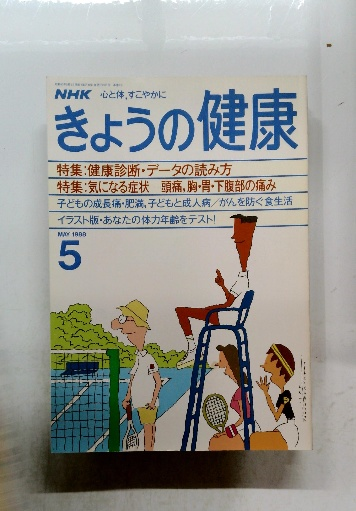 NHK 心と体、すこやかに
きょうの健康
特集:健康診断・データの読み方
特集:気になる症状 頭痛,胸・胃・下腹部の痛み
子どもの成長痛・肥満,子どもと成人病/がんを防ぐ食生活
イラスト版・あなたの体力年齢をテスト!
MAY 1988
5